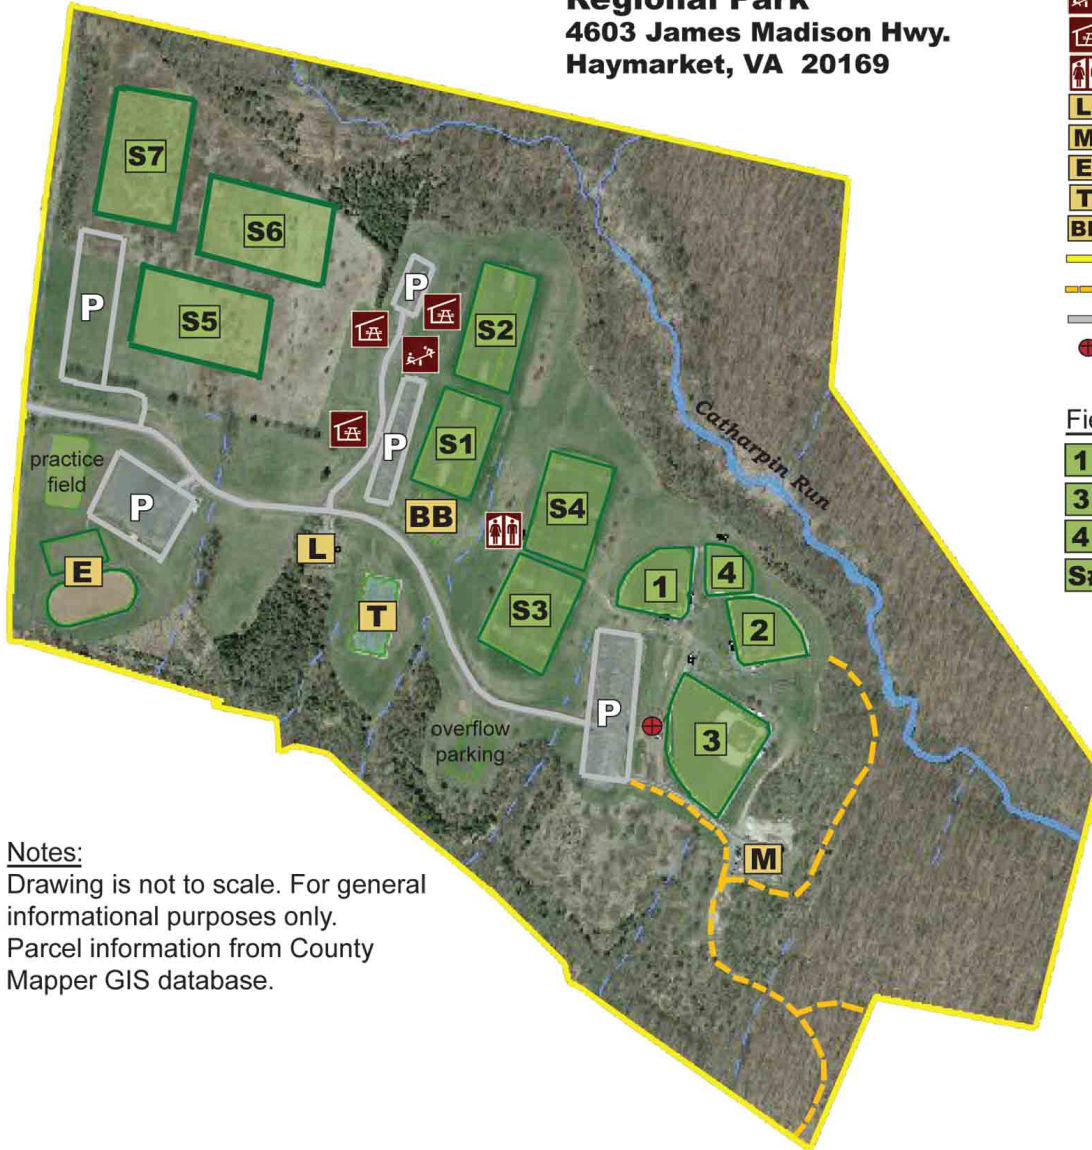 Regional Park
4603 James Madison Hwy.
Haymarket, VA 20169
L
M
E
T
S7
S6
P
P
S5
S2
P
S1
Catharpin Run
practice
field
P
BB
S4
L
E
T
S3
1
4
2
P
3
overflow
parking
M
1
3
4
Notes:
Drawing is not to scale. For general
informational purposes only.
Parcel information from County
Mapper GIS database.